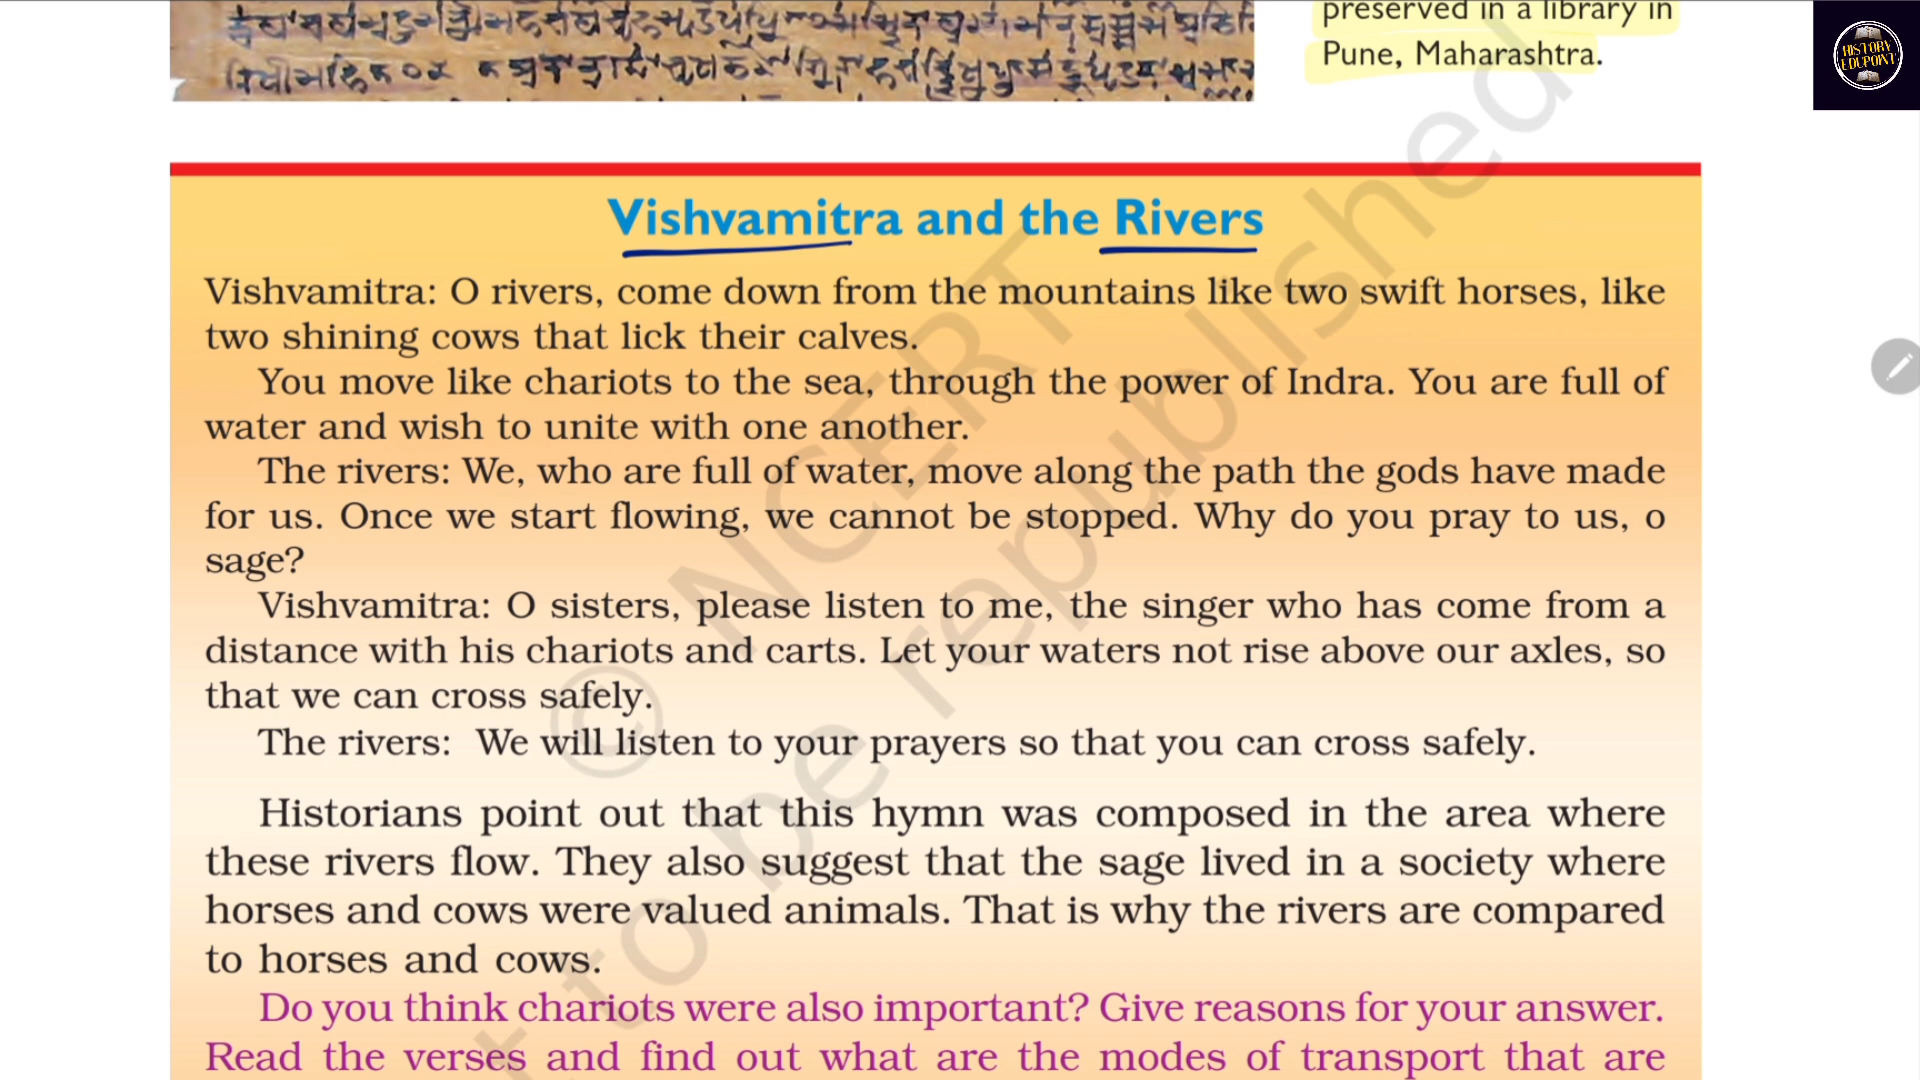 preserved in a library in
Pune, Maharashtra.
HISTORY
EDUPOINT
Vishvamitra and the Rivers
Vishvamitra: O rivers, come down from the mountains like two swift horses, like
two shining cows that lick their calves.
You move like chariots to the sea, through the power of Indra. You are full of
water and wish to unite with one another.
The rivers: We, who are full of water, move along the path the gods have made
for us. Once we start flowing, we cannot be stopped. Why do you pray to us, o
sage?
Vishvamitra: O sisters, please listen to me, the singer who has come from a
distance with his chariots and carts. Let your waters not rise above our axles, so
that we can cross safely.
The rivers: We will listen to your prayers so that you can cross safely.
Historians point out that this hymn was composed in the area where
these rivers flow. They also suggest that the sage lived in a society where
horses and cows were valued animals. That is why the rivers are compared
to horses and cows.
Do you think chariots were also important? Give reasons for your answer.
Read the verses and find out what are the modes of transport that are
© NCERT
t to be republished